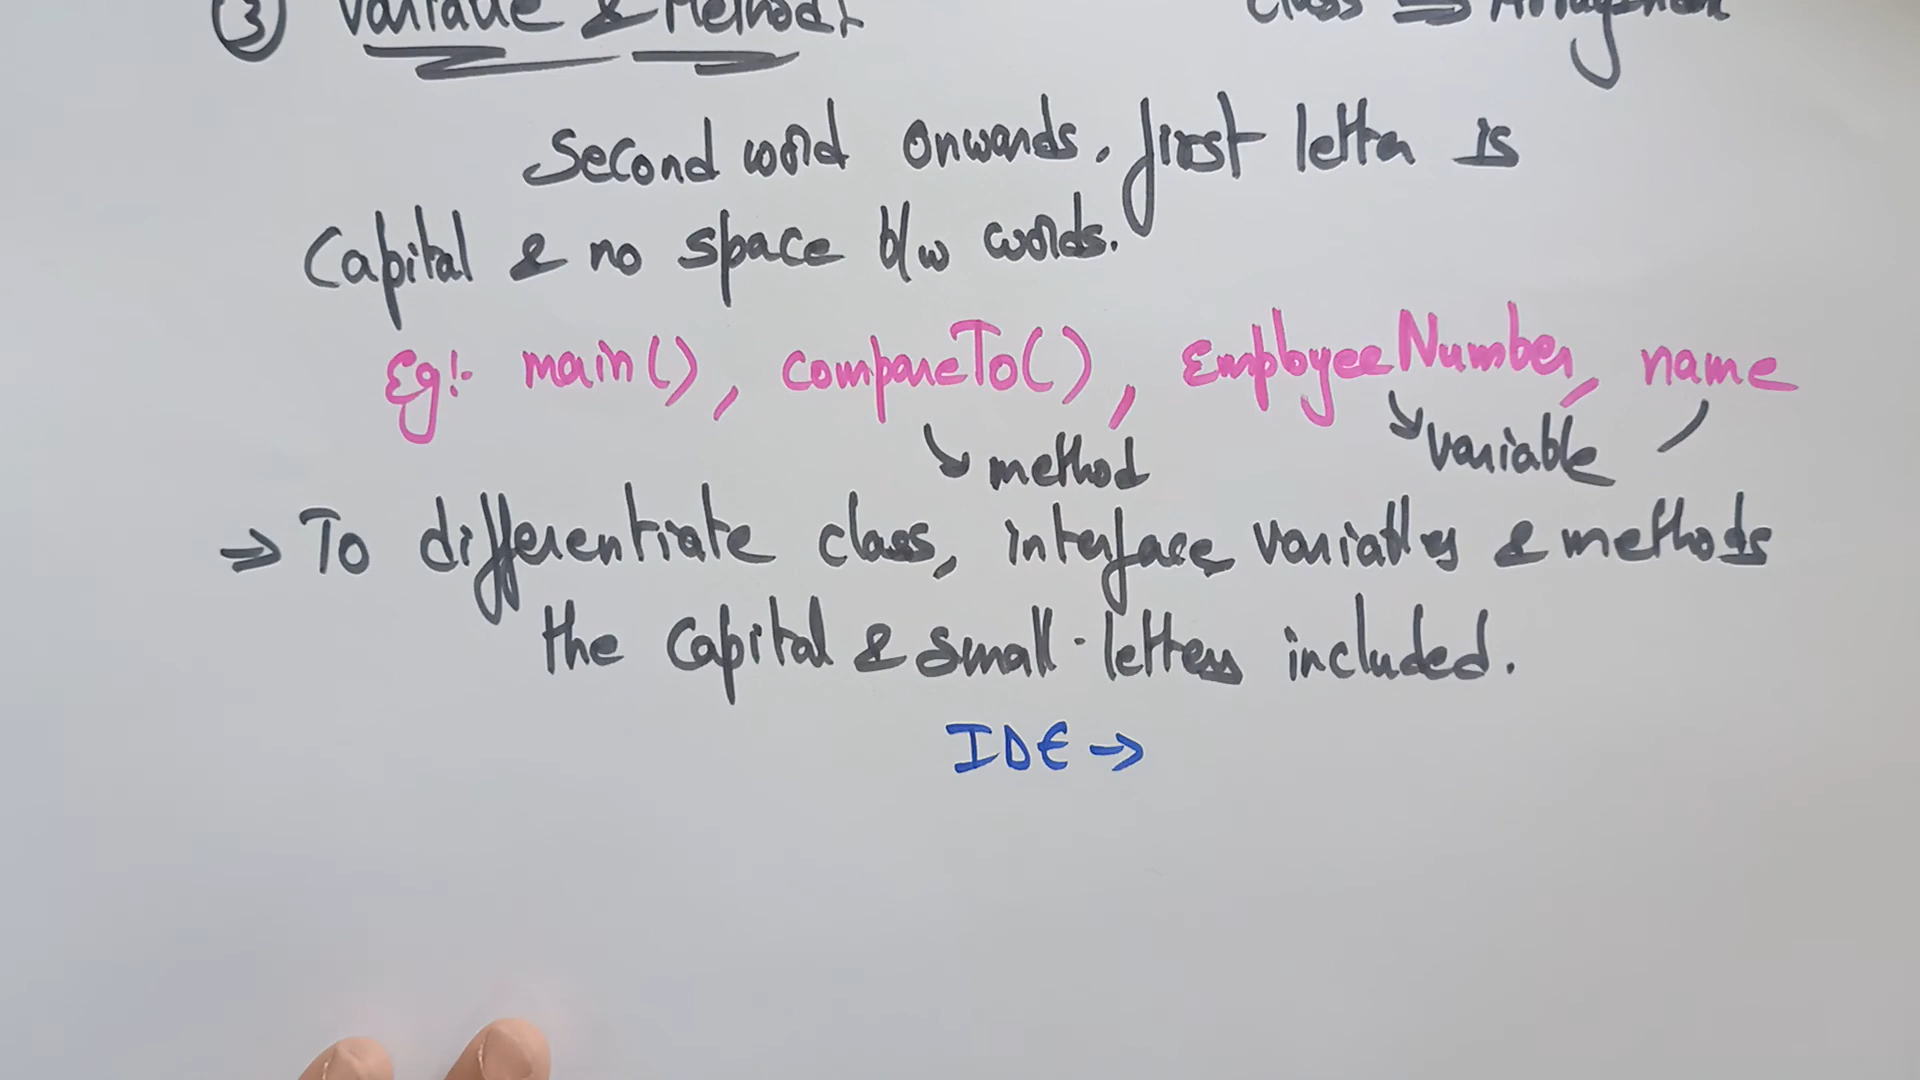 ③ Variable & Methods
Class ⇒
Second word onwards. first letter is
Capital & no space b/w words.
Eg:- main(), compareTo(), EmployeeNumber, name
↘ method ↘ variable
⇒ To differentiate class, interface variables & methods
the Capital & small letters included.
IDE →